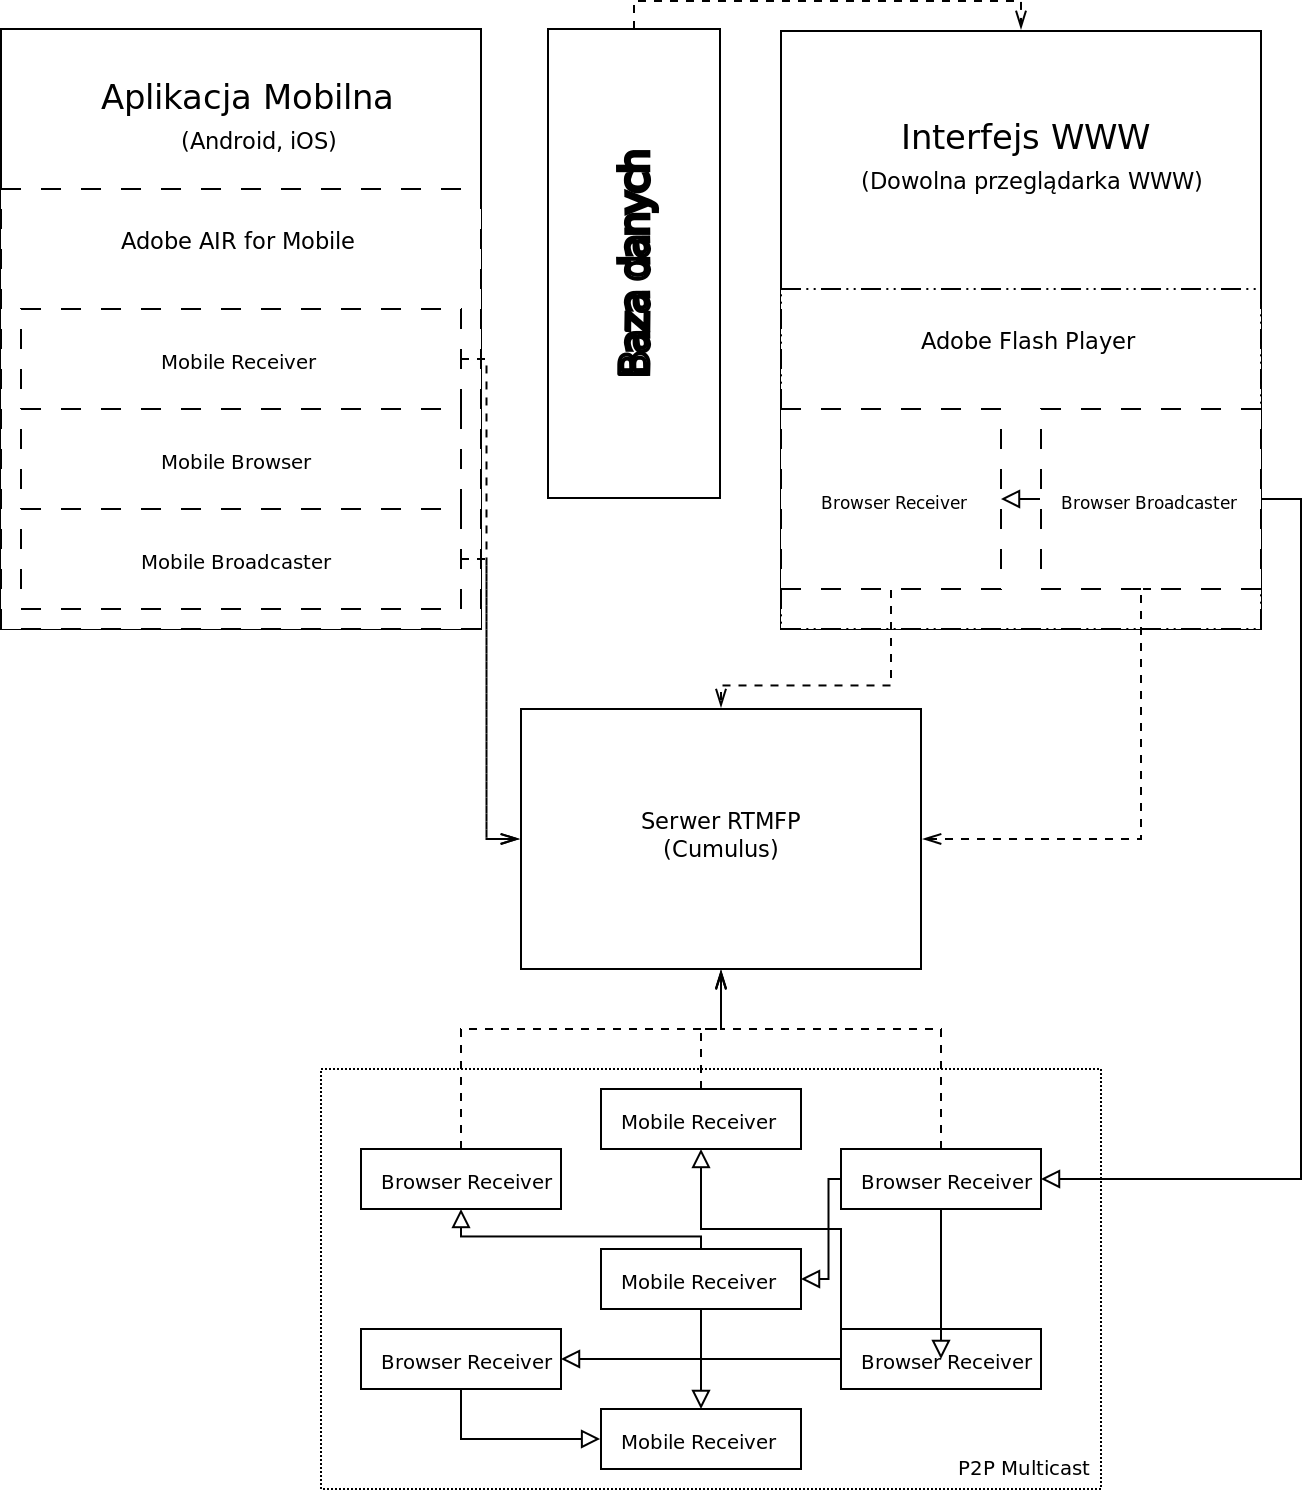 Aplikacja Mobilna
(Android, iOS)
Adobe AIR for Mobile
Mobile Receiver
Mobile Browser
Mobile Broadcaster
Baza danych
Interfejs WWW
(Dowolna przeglądarka WWW)
Adobe Flash Player
Browser Receiver
Browser Broadcaster
Serwer RTMFP
(Cumulus)
Mobile Receiver
Browser Receiver
Browser Receiver
Mobile Receiver
Browser Receiver
Browser Receiver
Mobile Receiver
P2P Multicast